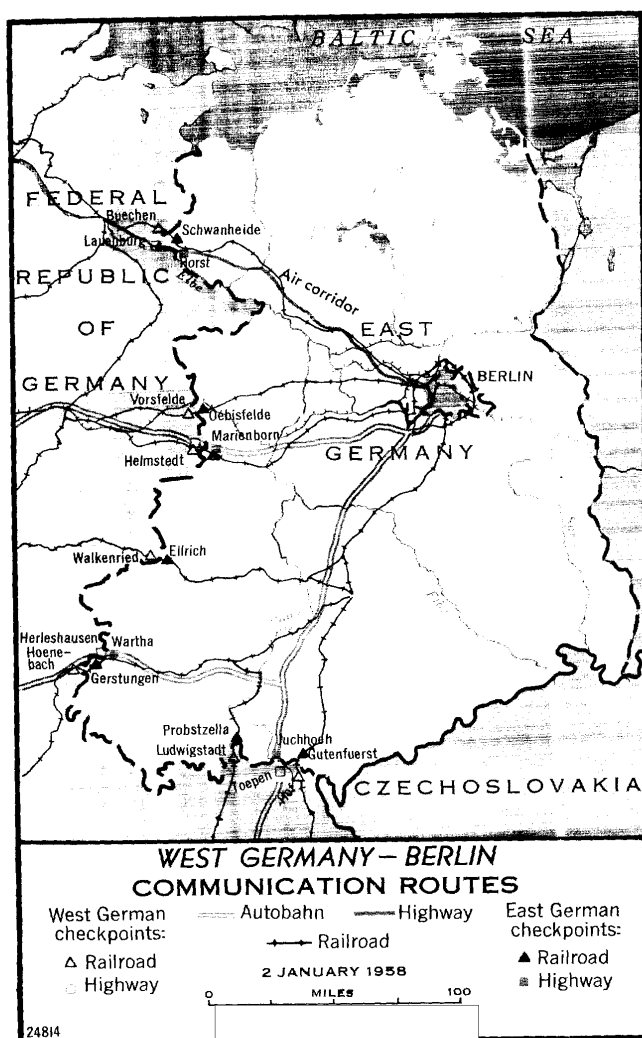 BALTIC SEA
FEDERAL
Buechen
Schwanheide
Lauenburg
Horst
REPUBLIC
Elbe
Air corridor
OF
EAST
GERMANY
BERLIN
Vorsfelde
Oebisfelde
Marienborn
GERMANY
Helmstedt
Walkenried
Ellrich
Herleshausen
Wartha
Hoene-
bach
Gerstungen
Probstzella
Juchhoeh
Ludwigstadt
Gutenfuerst
Toepen
Hof
CZECHOSLOVAKIA
WEST GERMANY – BERLIN
COMMUNICATION ROUTES
West German
checkpoints:
Railroad
Highway
Autobahn
Highway
Railroad
East German
checkpoints:
Railroad
Highway
2 JANUARY 1958
MILES
0 100
24814